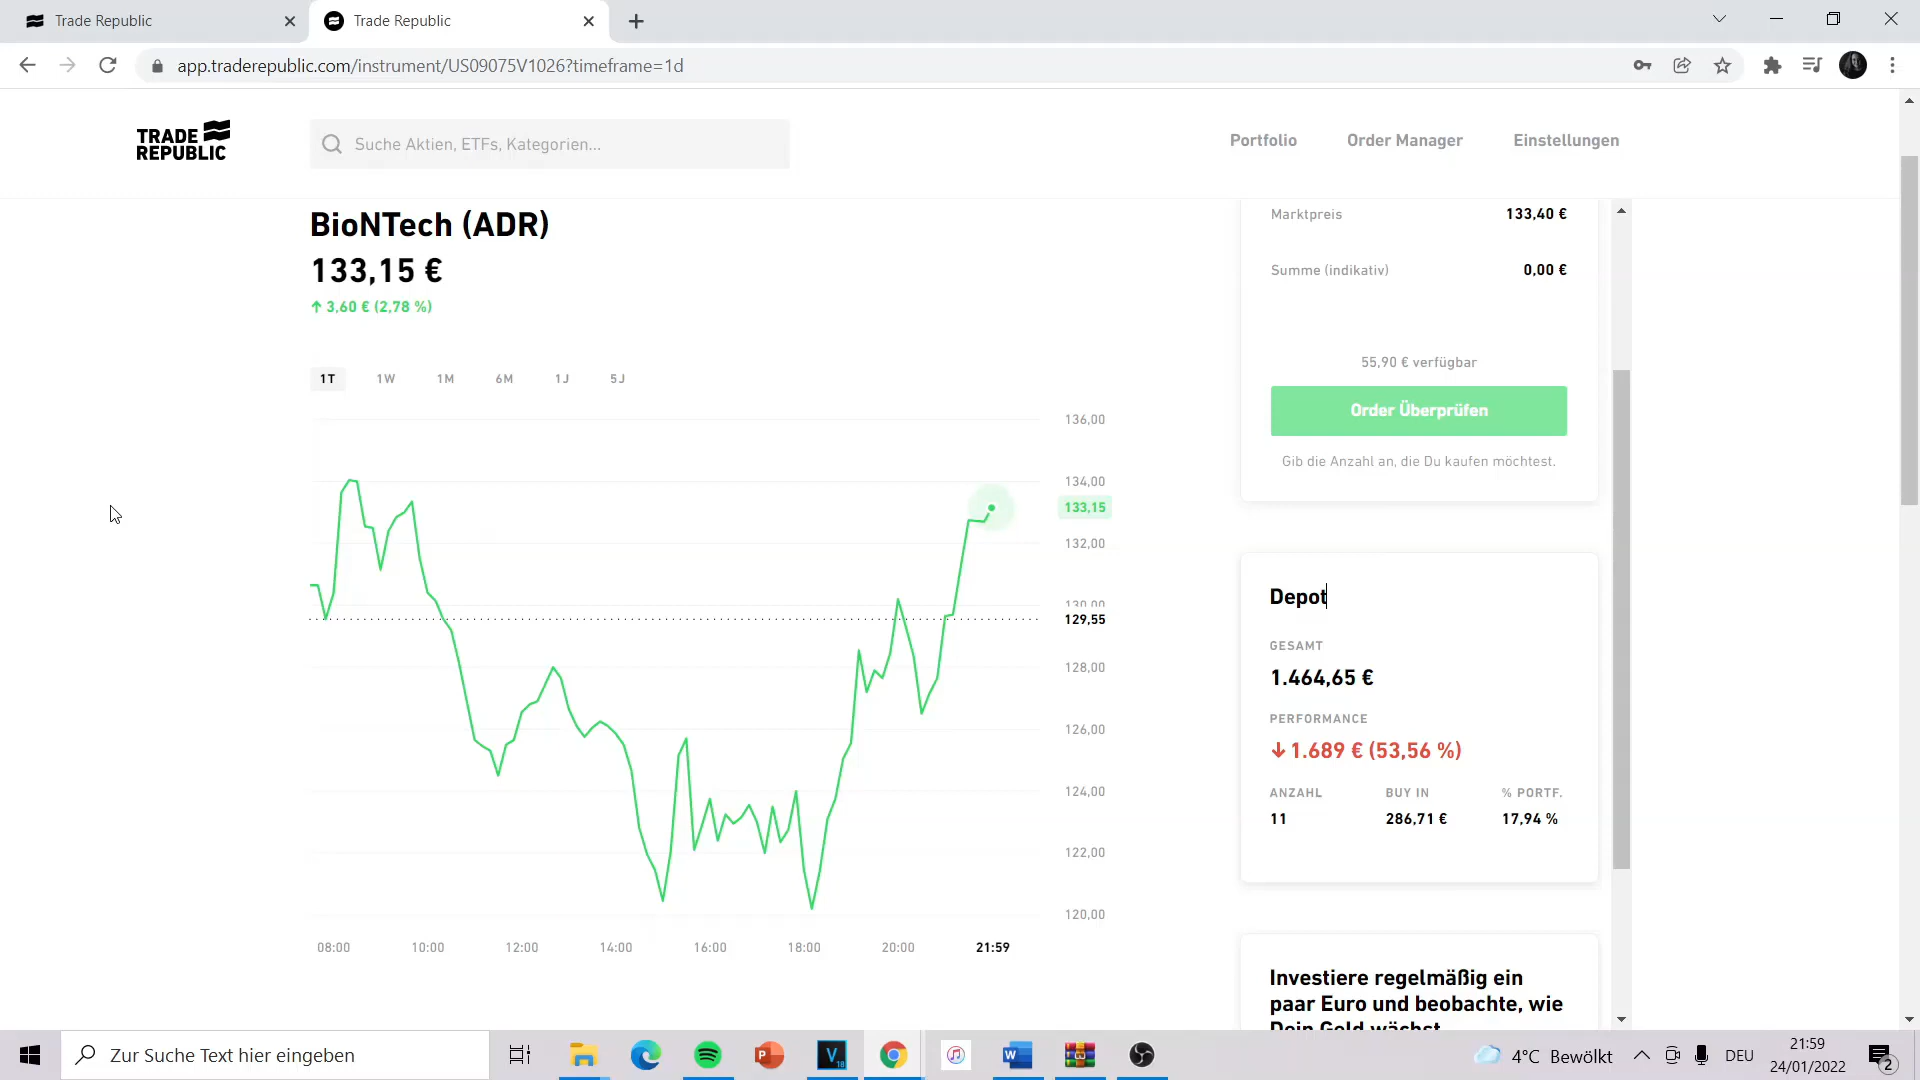 Trade Republic
Trade Republic
app.traderepublic.com/instrument/US09075V1026?timeframe=1d
TRADE REPUBLIC
Suche Aktien, ETFs, Kategorien...
Portfolio
Order Manager
Einstellungen
BioNTech (ADR)
133,15 €
3,60 € (2,78 %)
1T 1W 1M 6M 1J 5J
136,00
134,00
133,15
132,00
130,00
129,55
128,00
126,00
124,00
122,00
120,00
08:00 10:00 12:00 14:00 16:00 18:00 20:00 21:59
Marktpreis 133,40 €
Summe (indikativ) 0,00 €
55,90 € verfügbar
Order Überprüfen
Gib die Anzahl an, die Du kaufen möchtest.
Depot
GESAMT
1.464,65 €
PERFORMANCE
1.689 € (53,56 %)
ANZAHL BUY IN % PORTF.
11 286,71 € 17,94 %
Investiere regelmäßig ein
paar Euro und beobachte, wie
Dein Geld wächst
Zur Suche Text hier eingeben
4°C Bewölkt
DEU
21:59
24/01/2022
2